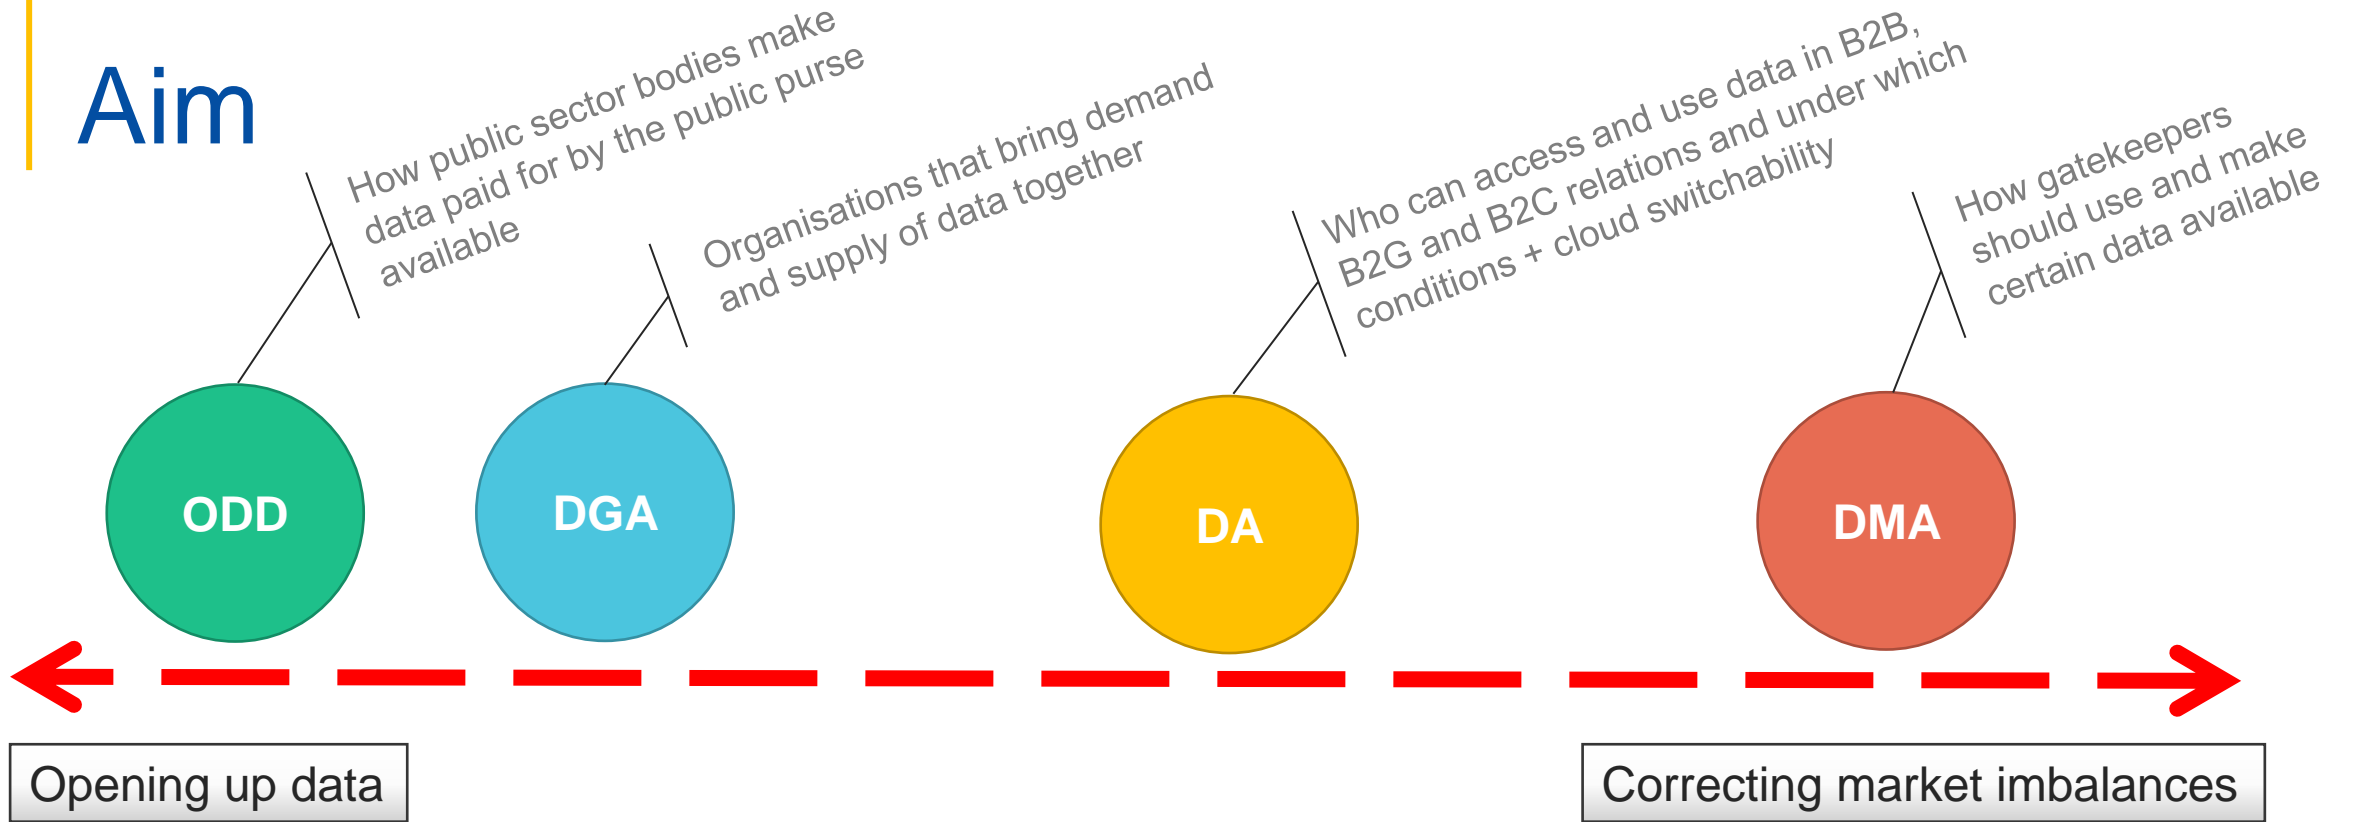 Aim
How public sector bodies make
data paid for by the public purse
available
Organisations that bring demand
and supply of data together
Who can access and use data in B2B,
B2G and B2C relations and under which
conditions + cloud switchability
How gatekeepers
should use and make
certain data available
ODD
DGA
DA
DMA
Opening up data
Correcting market imbalances